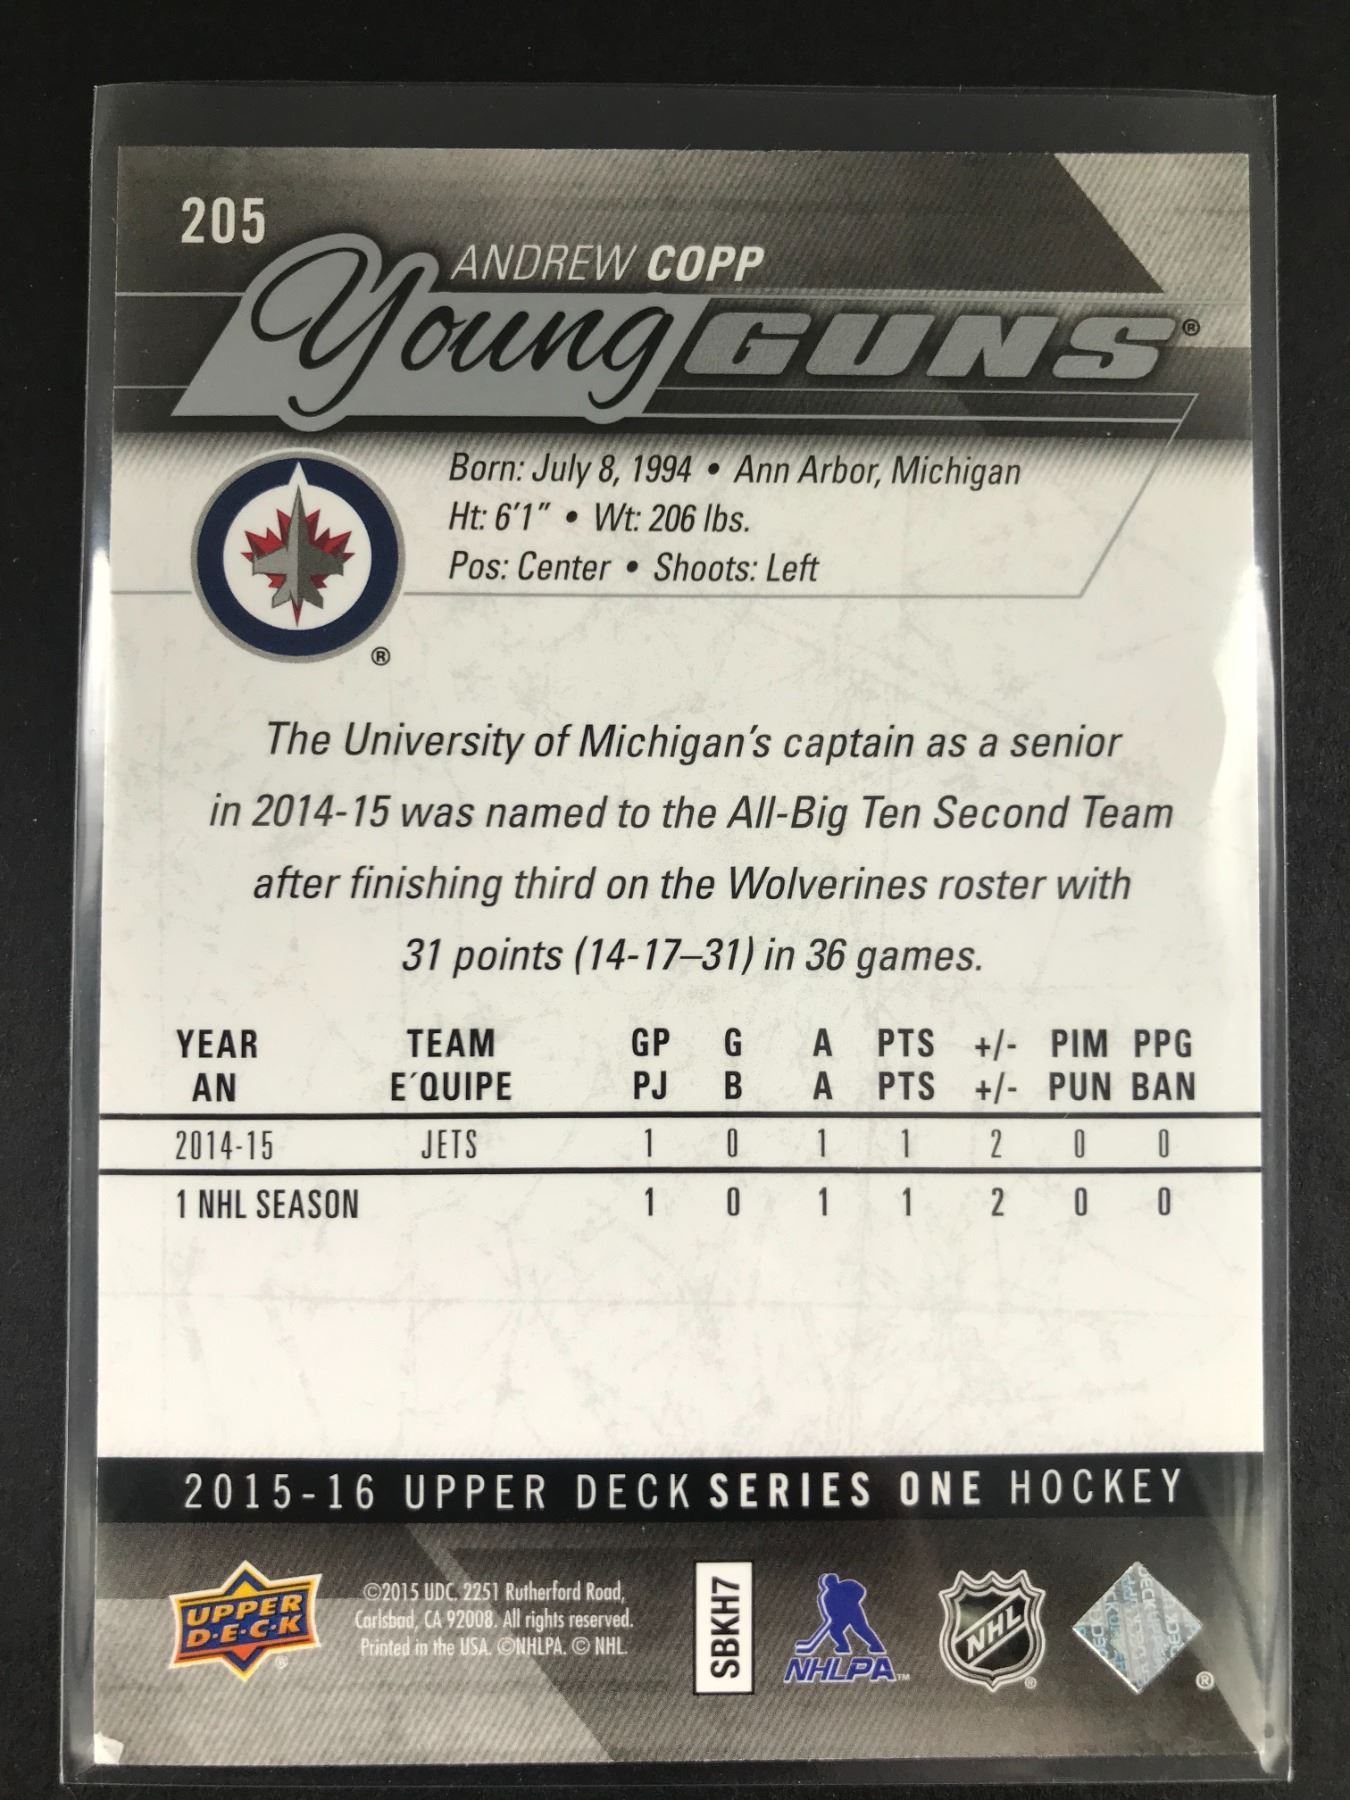 205
ANDREW COPP
Young GUNS®
Born: July 8, 1994 • Ann Arbor, Michigan
Ht: 6'1" • Wt: 206 lbs.
Pos: Center • Shoots: Left
®
The University of Michigan's captain as a senior
in 2014-15 was named to the All-Big Ten Second Team
after finishing third on the Wolverines roster with
31 points (14-17–31) in 36 games.
YEAR TEAM GP G A PTS +/- PIM PPG
AN E´QUIPE PJ B A PTS +/- PUN BAN
2014-15 JETS 1 0 1 1 2 0 0
1 NHL SEASON 1 0 1 1 2 0 0
2015-16 UPPER DECK SERIES ONE HOCKEY
UPPER
D·E·C·K
®
©2015 UDC. 2251 Rutherford Road,
Carlsbad, CA 92008. All rights reserved.
Printed in the USA. ©NHLPA. © NHL.
SBKH7
NHLPA™
NHL
®
®